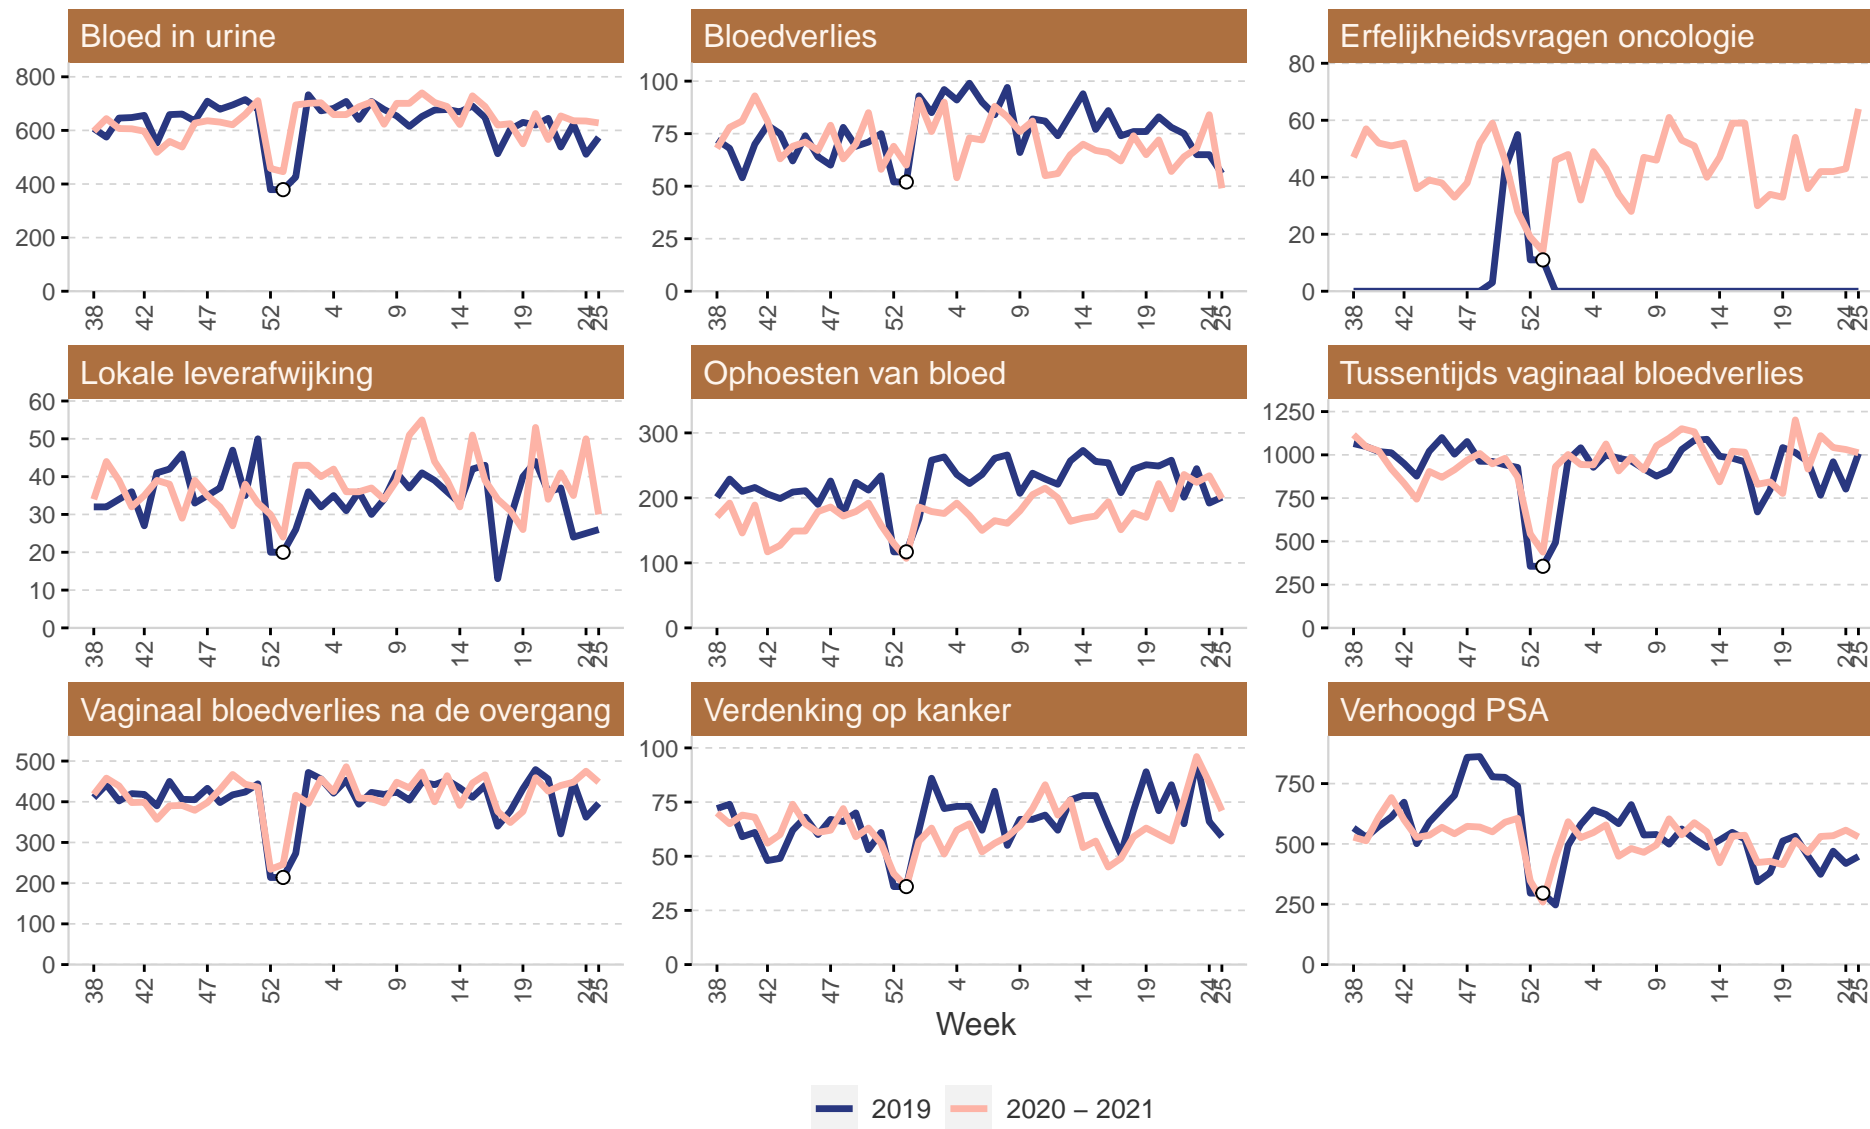 Bloed in urine
Bloedverlies
Erfelijkheidsvragen oncologie
800
600
400
200
0
38 42 47 52 4 9 14 19 24 25
100
75
50
25
0
38 42 47 52 4 9 14 19 24 25
80
60
40
20
0
38 42 47 52 4 9 14 19 24 25
Lokale leverafwijking
Ophoesten van bloed
Tussentijds vaginaal bloedverlies
60
50
40
30
20
10
0
38 42 47 52 4 9 14 19 24 25
300
200
100
0
38 42 47 52 4 9 14 19 24 25
1250
1000
750
500
250
0
38 42 47 52 4 9 14 19 24 25
Vaginaal bloedverlies na de overgang
Verdenking op kanker
Verhoogd PSA
500
400
300
200
100
0
38 42 47 52 4 9 14 19 24 25
100
75
50
25
0
38 42 47 52 4 9 14 19 24 25
750
500
250
0
38 42 47 52 4 9 14 19 24 25
Week
2019 2020 – 2021